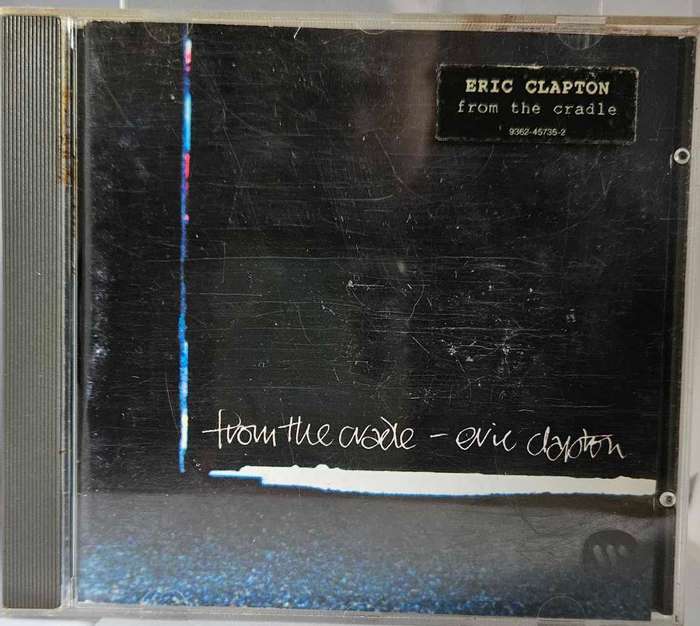 ERIC CLAPTON
from the cradle
9362-45735-2
from the cradle - eric clapton